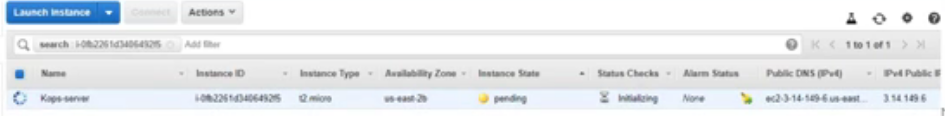 Launch Instance Connect Actions
search : i-0fb2261d3406492f5 Add filter 1 to 1 of 1
Name Instance ID Instance Type Availability Zone Instance State Status Checks Alarm Status Public DNS (IPv4) IPv4 Public IP
Kops-server i-0fb2261d3406492f5 t2.micro us-east-2b pending Initializing None ec2-3-14-149-6.us-east... 3.14.149.6